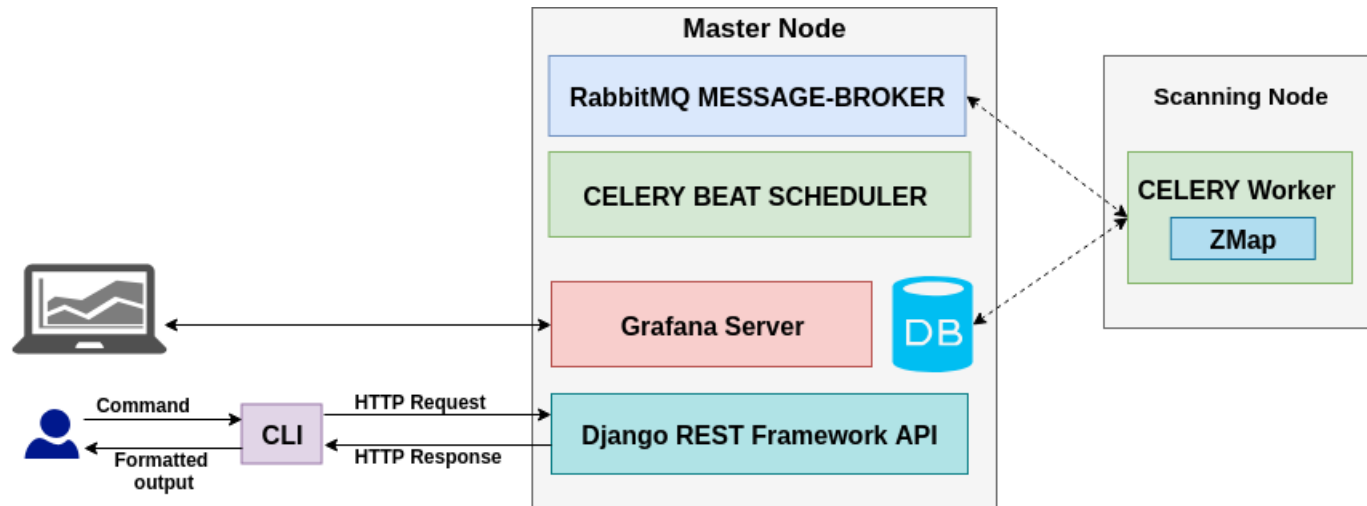 Master Node
RabbitMQ MESSAGE-BROKER
Scanning Node
CELERY BEAT SCHEDULER
CELERY Worker
ZMap
Grafana Server
DB
Command
HTTP Request
CLI
Django REST Framework API
Formatted
output
HTTP Response